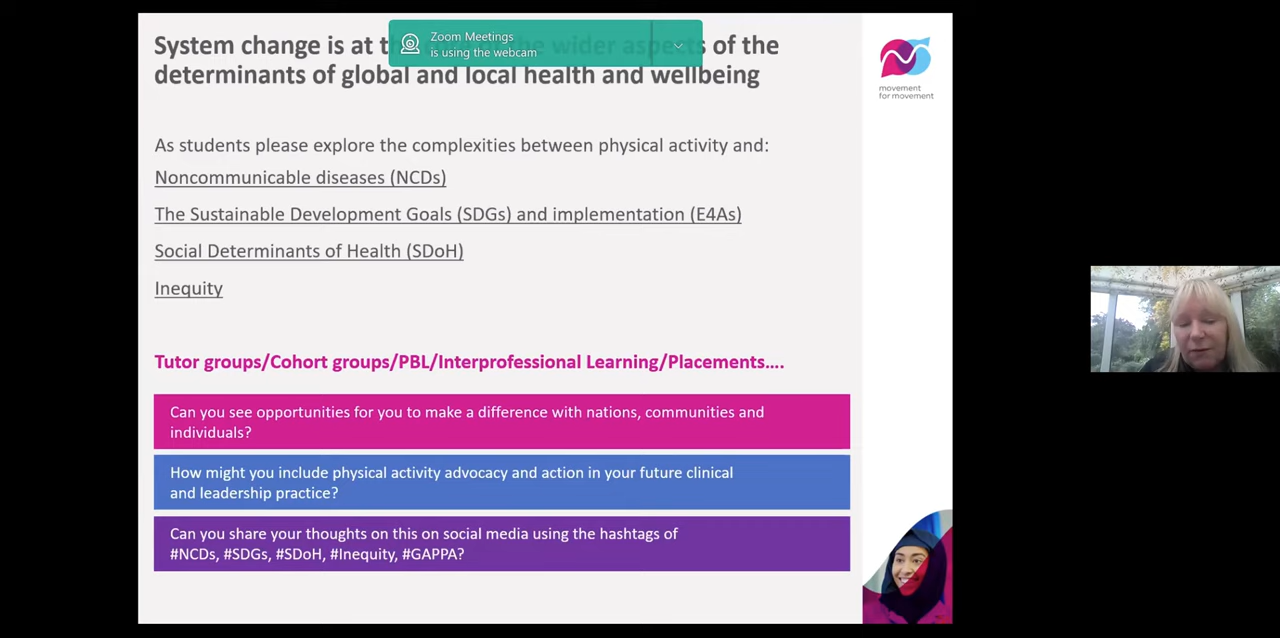 System change is at t of the
Zoom Meetings
is using the webcam
determinants of global and local health and wellbeing
movement
for movement
As students please explore the complexities between physical activity and:
Noncommunicable diseases (NCDs)
The Sustainable Development Goals (SDGs) and implementation (E4As)
Social Determinants of Health (SDoH)
Inequity
Tutor groups/Cohort groups/PBL/Interprofessional Learning/Placements....
Can you see opportunities for you to make a difference with nations, communities and
individuals?
How might you include physical activity advocacy and action in your future clinical
and leadership practice?
Can you share your thoughts on this on social media using the hashtags of
#NCDs, #SDGs, #SDoH, #Inequity, #GAPPA?